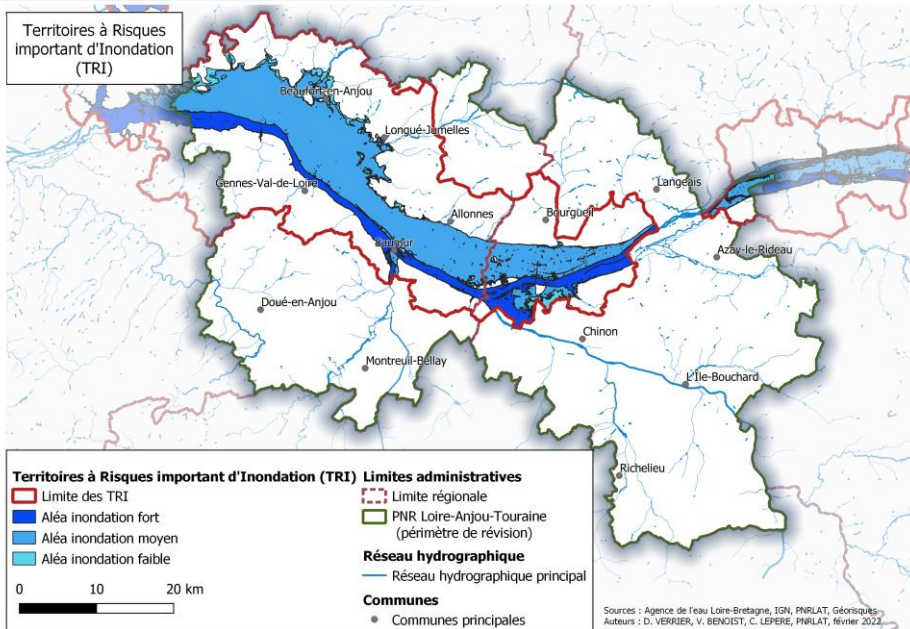 Territoires à Risques
important d'Inondation
(TRI)
Beaufort-en-Anjou
Longué-Jumelles
Gennes-Val-de-Loire
Langeais
Allonnes
Bourgueil
Saumur
Azay-le-Rideau
Doué-en-Anjou
Chinon
Montreuil-Bellay
L'Île-Bouchard
Richelieu
Territoires à Risques important d'Inondation (TRI)
Limite des TRI
Aléa inondation fort
Aléa inondation moyen
Aléa inondation faible
0 10 20 km
Limites administratives
Limite régionale
PNR Loire-Anjou-Touraine
(périmètre de révision)
Réseau hydrographique
Réseau hydrographique principal
Communes
Communes principales
Sources : Agence de l'eau Loire-Bretagne, IGN, PNRLAT, Géorisques
Auteurs : D. VERRIER, V. BENOIST, C. LEPERE, PNRLAT, février 2022